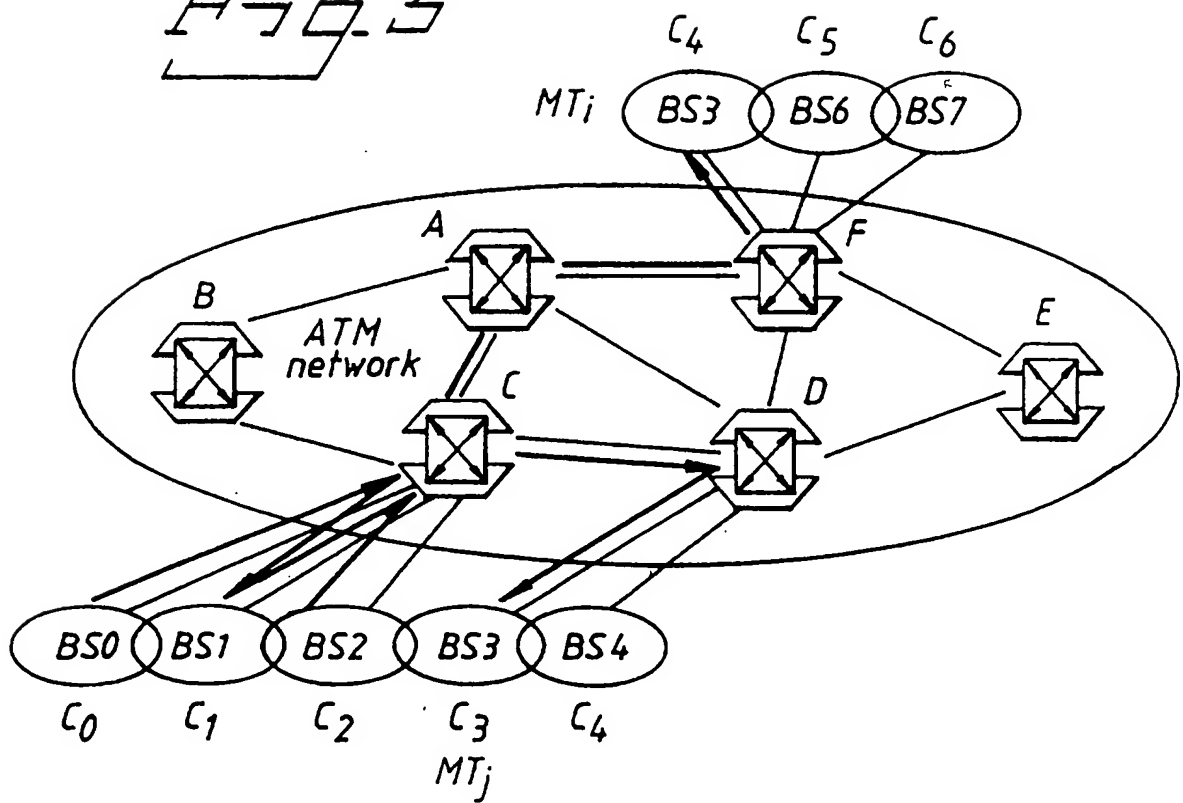 C4 C5 C6
MTi BS3 BS6 BS7
A F
B E
ATM
network
C D
BS0 BS1 BS2 BS3 BS4
C0 C1 C2 C3 C4
MTj